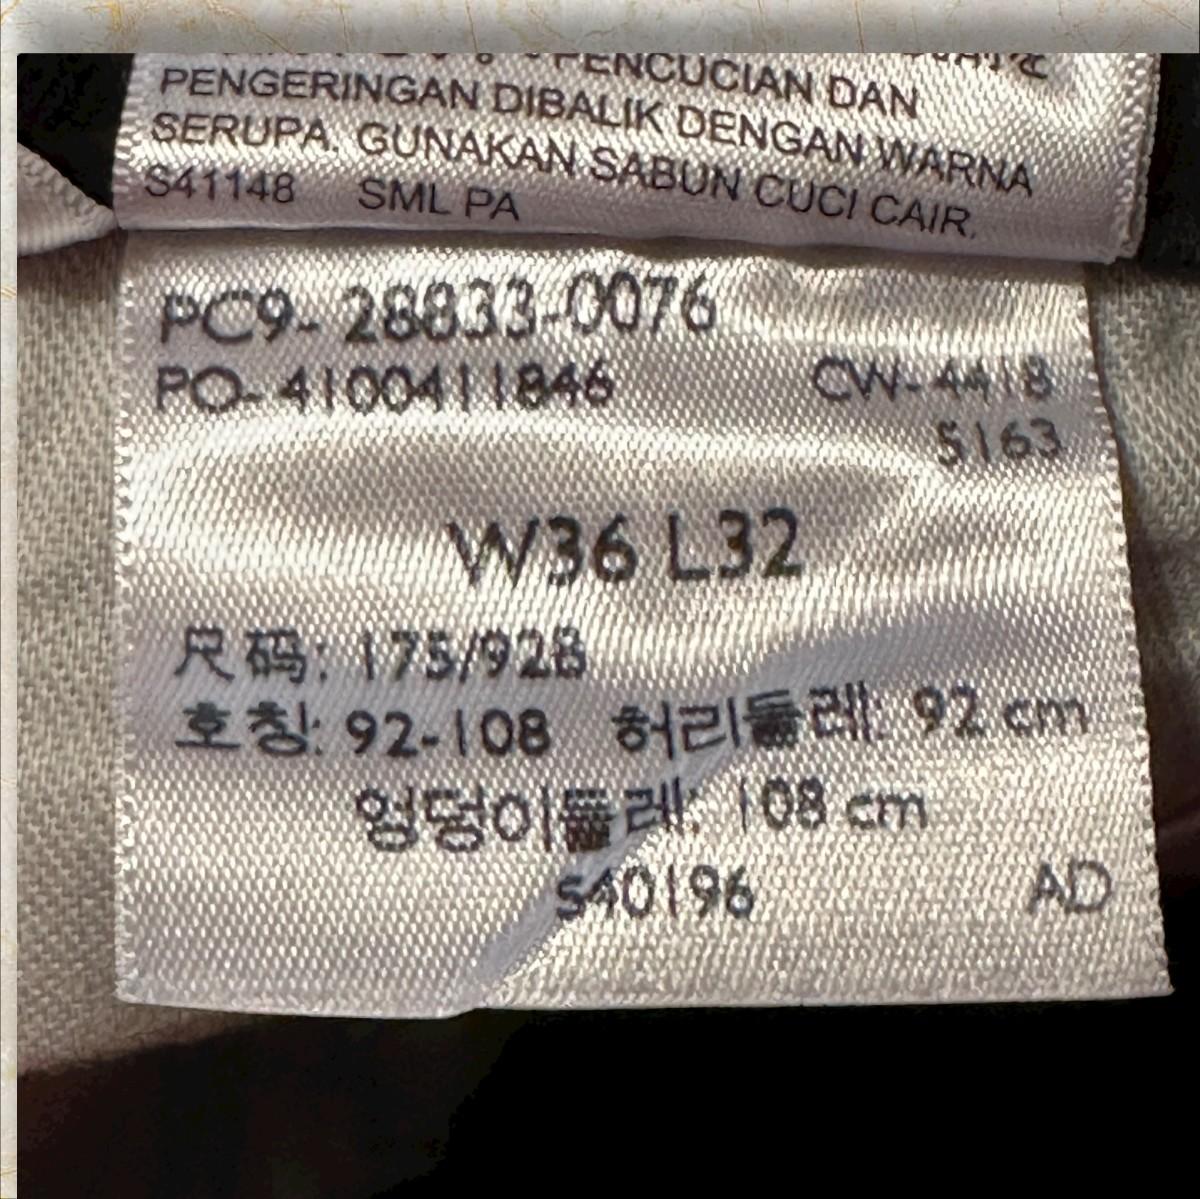 PENCUCIAN DAN
PENGERINGAN DIBALIK DENGAN WARNA
SERUPA. GUNAKAN SABUN CUCI CAIR.
S41148 SML PA
PC9- 28833-0076
PO- 4100411846 CW- 4418
5163
W36 L32
尺码: 175/92B
호칭: 92-108 허리둘레: 92 cm
엉덩이둘레: 108 cm
s40196 AD